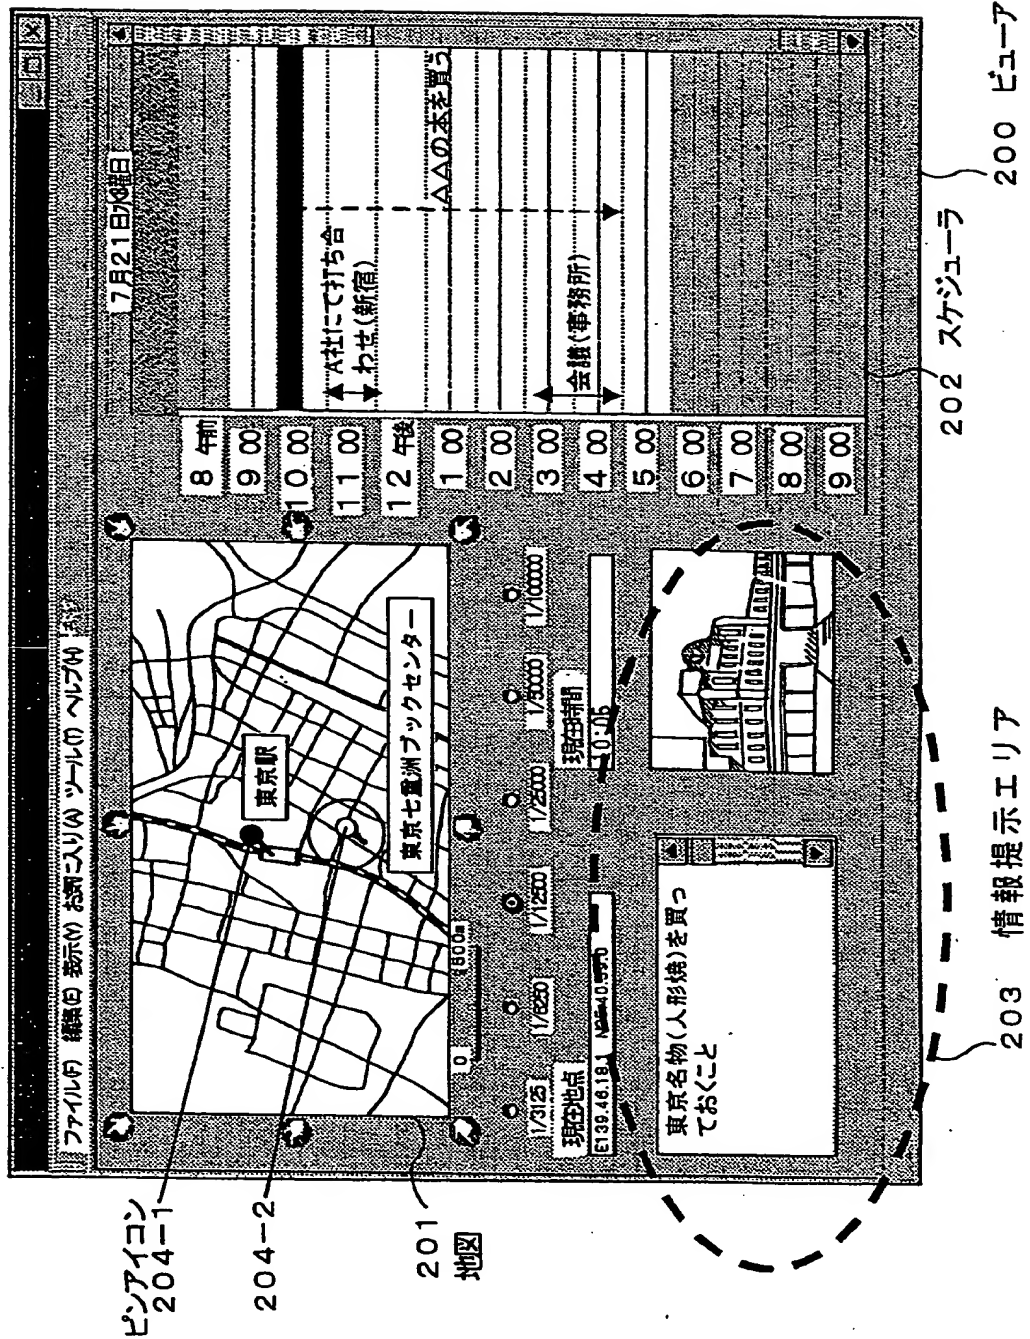 ファイル(F) 編集(E) 表示(V) お気に入り(A) ツール(T) ヘルプ(H)
7月21日水曜日
東京駅
東京七重洲ブックセンター
0
500m
1/3125
1/6250
1/12500
1/25000
1/50000
1/100000
現在地点
現在時間
10:05
東京名物(人形焼)を買っ
ておくこと
8 午前
9 00
10 00
11 00
12 午後
1 00
2 00
3 00
4 00
5 00
6 00
7 00
8 00
9 00
A社にて打ち合
わせ(新宿)
△△の本を買う
会議(事務所)
ピンアイコン
204-1
204-2
201
地図
203 情報提示エリア
202 スケジューラ
200 ビューア